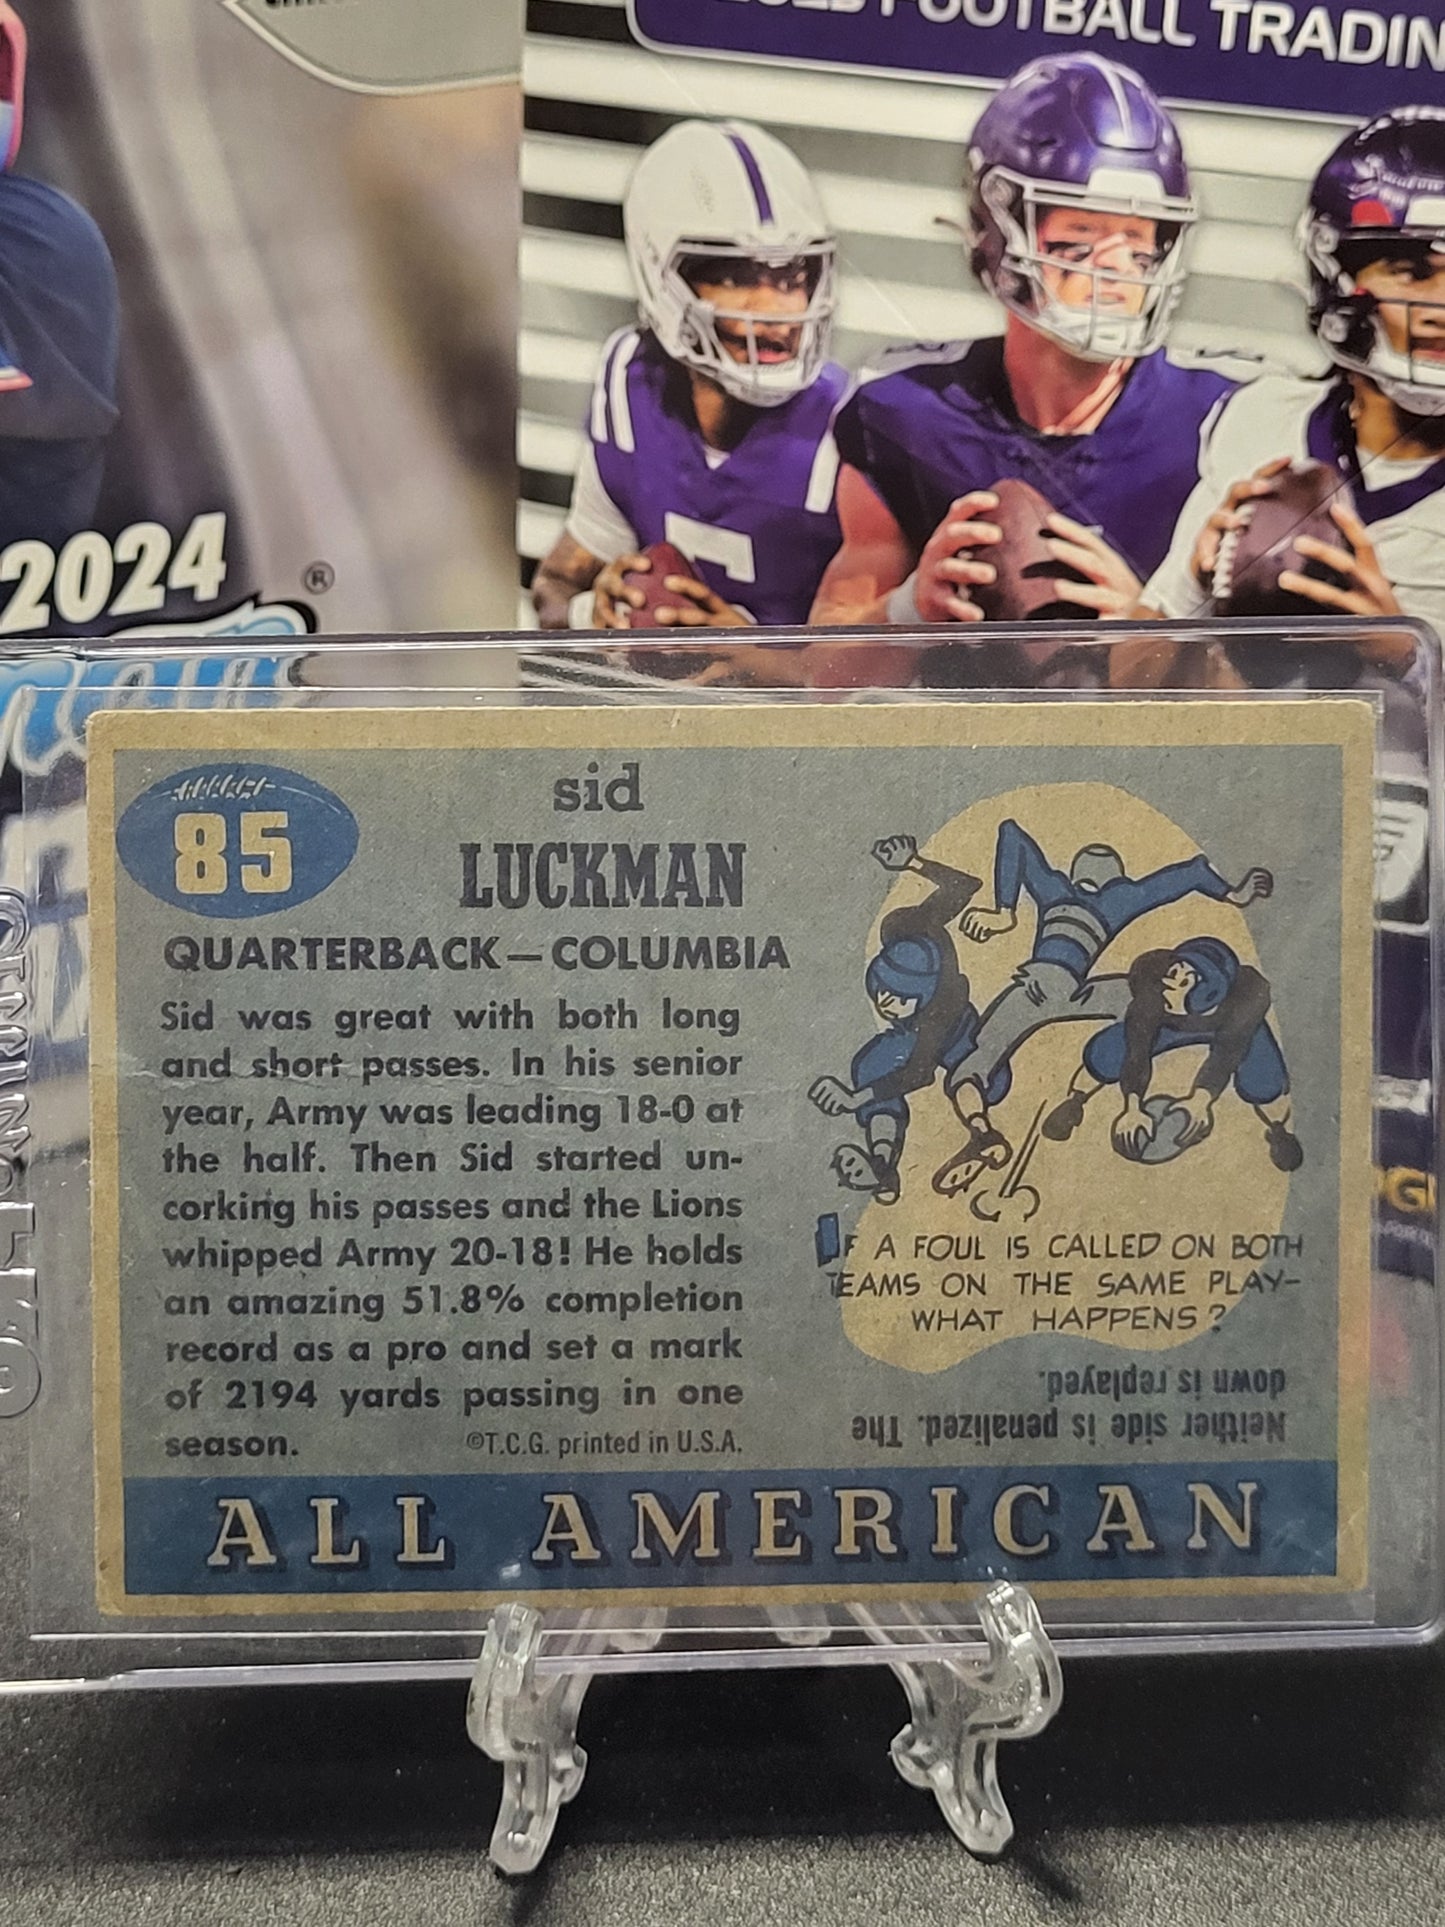 FOOTBALL TRADIN
2024
®
85
sid
LUCKMAN
QUARTERBACK—COLUMBIA
Sid was great with both long
and short passes. In his senior
year, Army was leading 18-0 at
the half. Then Sid started un-
corking his passes and the Lions
whipped Army 20-18! He holds
an amazing 51.8% completion
record as a pro and set a mark
of 2194 yards passing in one
season.
©T.C.G. printed in U.S.A.
IF A FOUL IS CALLED ON BOTH
TEAMS ON THE SAME PLAY—
WHAT HAPPENS?
Neither side is penalized. The
down is replayed.
ALL AMERICAN